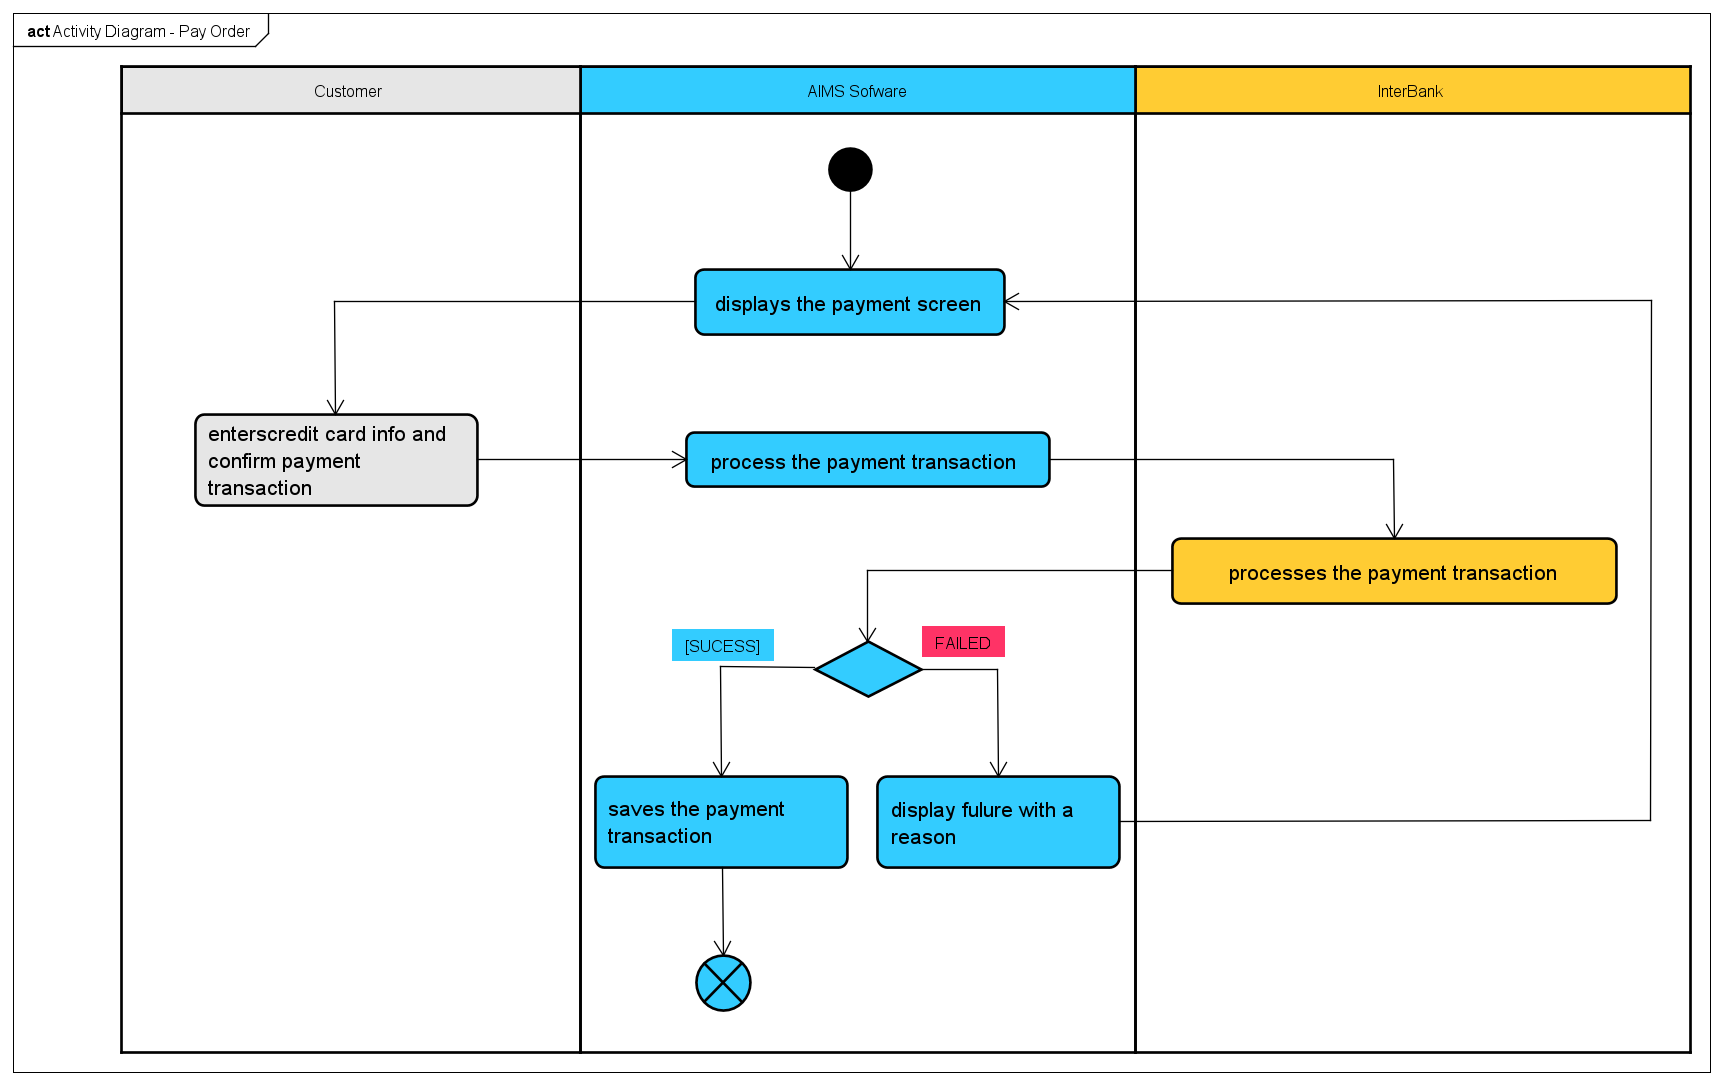 act Activity Diagram - Pay Order
Customer
AIMS Sofware
InterBank
displays the payment screen
enterscredit card info and
confirm payment
transaction
process the payment transaction
processes the payment transaction
[SUCESS]
FAILED
saves the payment
transaction
display fulure with a
reason